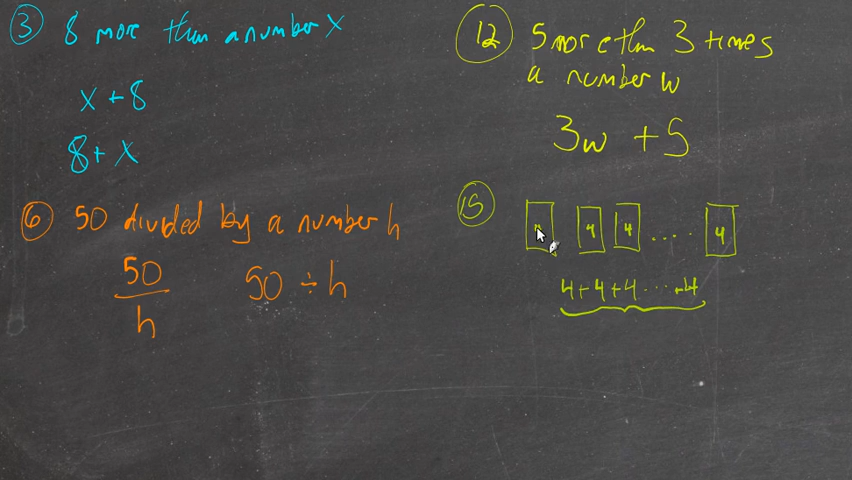 ③ 8 more than a number x
x + 8
8 + x
⑥ 50 divided by a number h
50
h
50 ÷ h
⑫ 5 more than 3 times
a number w
3w + 5
⑮
4 4 .... 4
4+4+4....+4